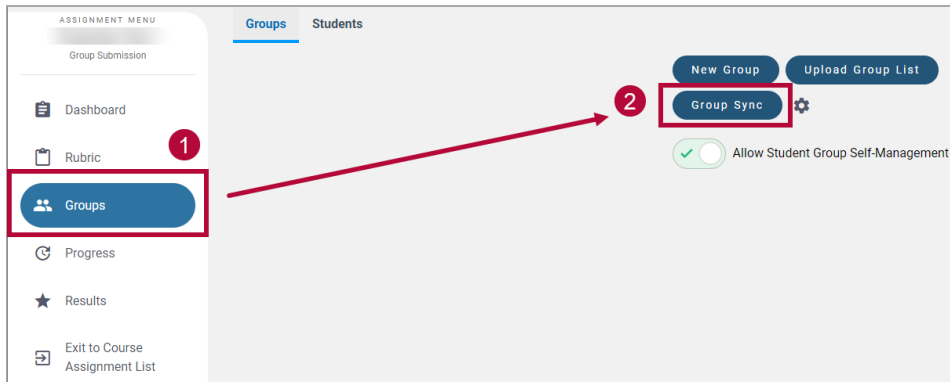 ASSIGNMENT MENU
Group Submission
Dashboard
Rubric
1
Groups
Progress
Results
Exit to Course
Assignment List
Groups Students
New Group Upload Group List
2 Group Sync
Allow Student Group Self-Management